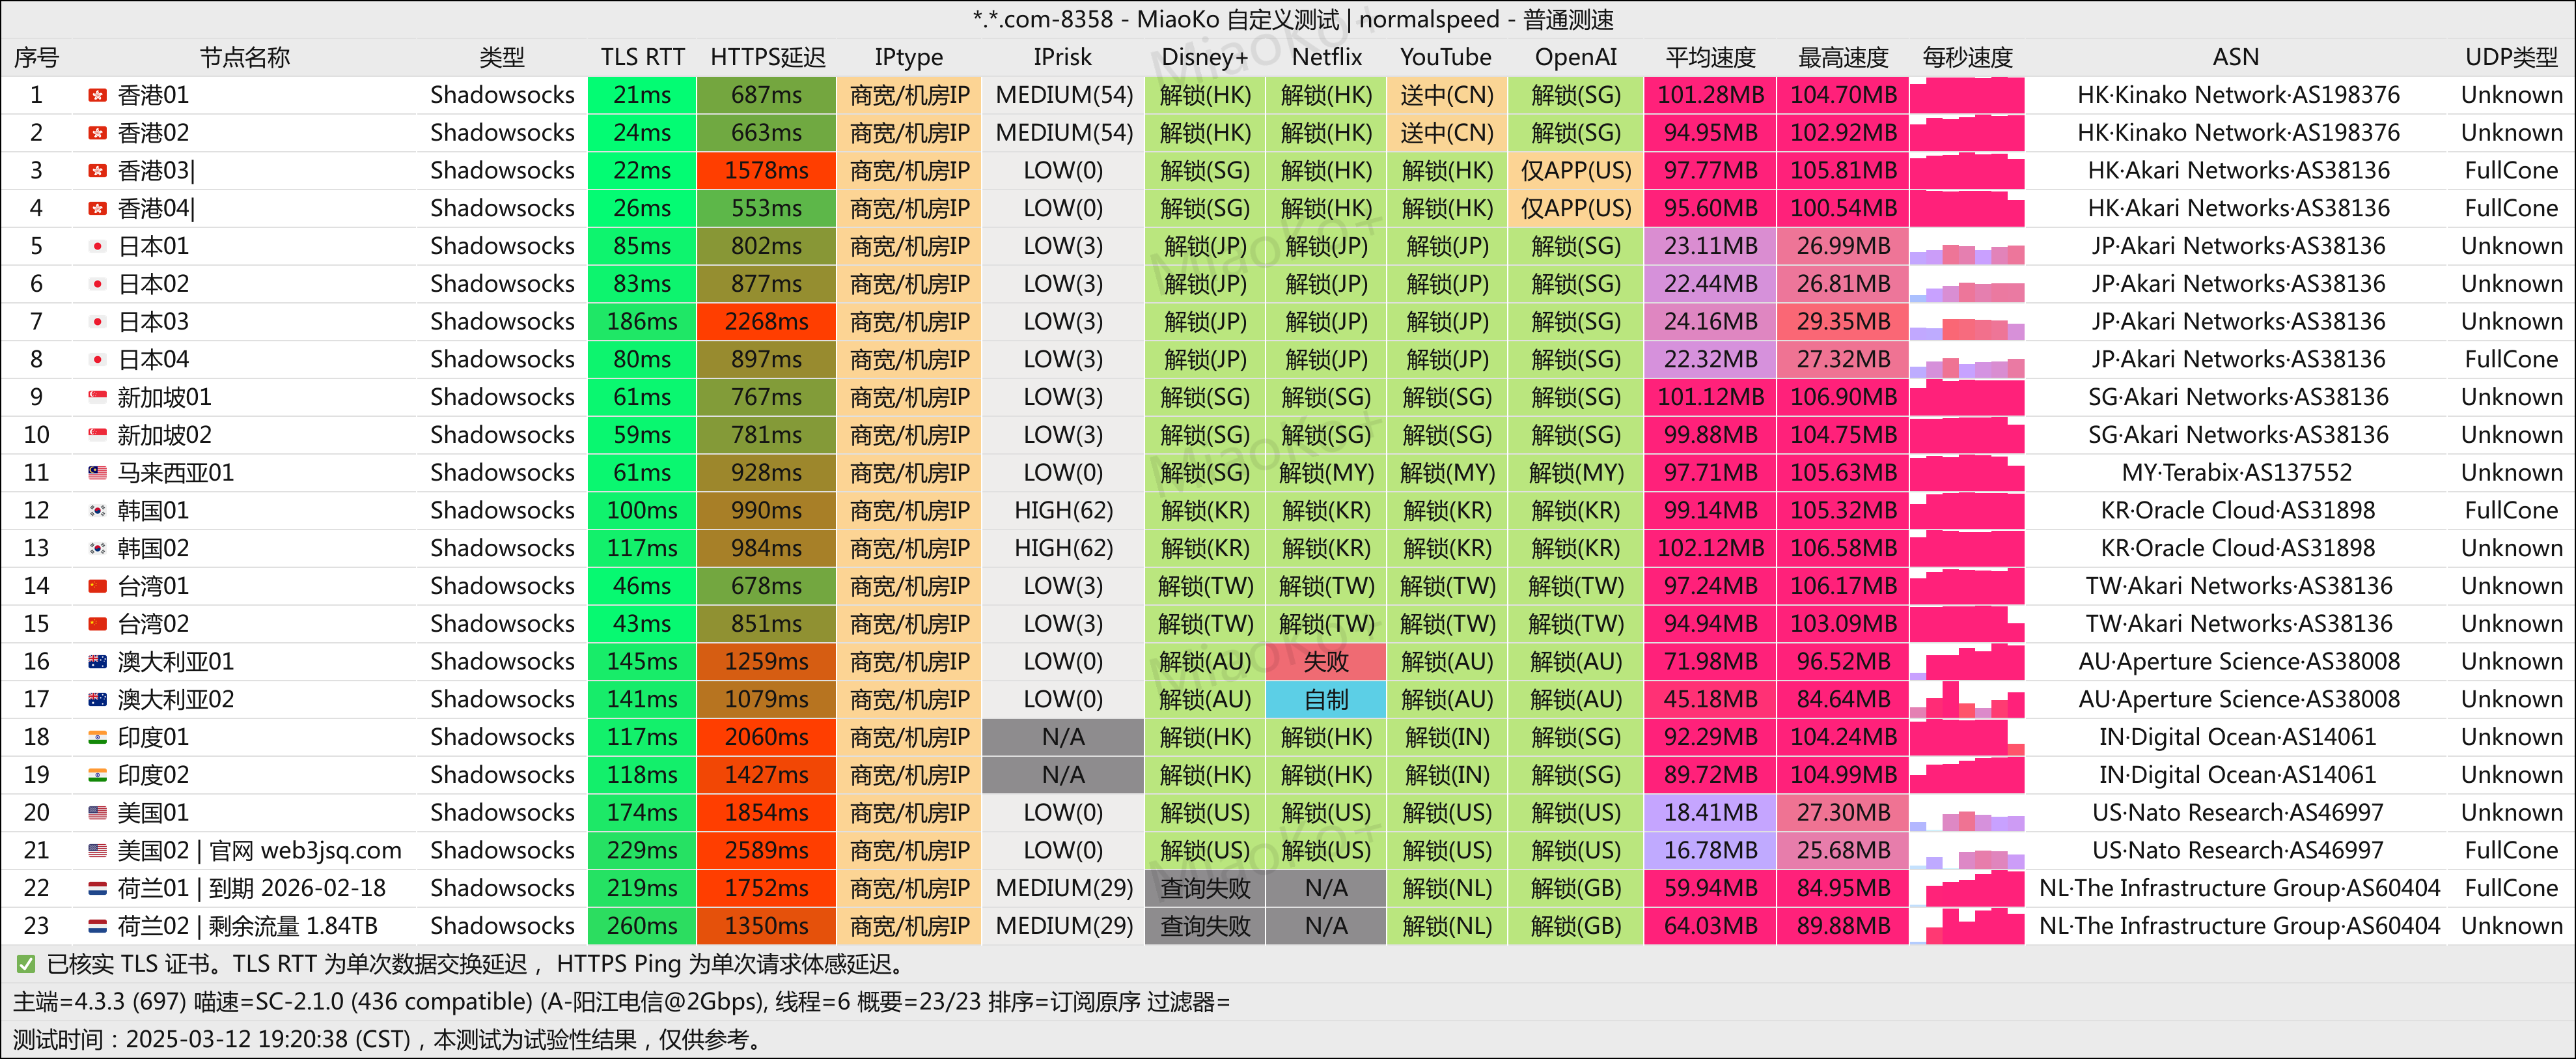 *.*.com-8358 - MiaoKo 自定义测试 | normalspeed - 普通测速
序号 节点名称 类型 TLS RTT HTTPS延迟 IPtype IPrisk Disney+ Netflix YouTube OpenAI 平均速度 最高速度 每秒速度 ASN UDP类型
1 香港01 Shadowsocks 21ms 687ms 商宽/机房IP MEDIUM(54) 解锁(HK) 解锁(HK) 送中(CN) 解锁(SG) 101.28MB 104.70MB HK·Kinako Network·AS198376 Unknown
2 香港02 Shadowsocks 24ms 663ms 商宽/机房IP MEDIUM(54) 解锁(HK) 解锁(HK) 送中(CN) 解锁(SG) 94.95MB 102.92MB HK·Kinako Network·AS198376 Unknown
3 香港03| Shadowsocks 22ms 1578ms 商宽/机房IP LOW(0) 解锁(SG) 解锁(HK) 解锁(HK) 仅APP(US) 97.77MB 105.81MB HK·Akari Networks·AS38136 FullCone
4 香港04| Shadowsocks 26ms 553ms 商宽/机房IP LOW(0) 解锁(SG) 解锁(HK) 解锁(HK) 仅APP(US) 95.60MB 100.54MB HK·Akari Networks·AS38136 FullCone
5 日本01 Shadowsocks 85ms 802ms 商宽/机房IP LOW(3) 解锁(JP) 解锁(JP) 解锁(JP) 解锁(SG) 23.11MB 26.99MB JP·Akari Networks·AS38136 Unknown
6 日本02 Shadowsocks 83ms 877ms 商宽/机房IP LOW(3) 解锁(JP) 解锁(JP) 解锁(JP) 解锁(SG) 22.44MB 26.81MB JP·Akari Networks·AS38136 Unknown
7 日本03 Shadowsocks 186ms 2268ms 商宽/机房IP LOW(3) 解锁(JP) 解锁(JP) 解锁(JP) 解锁(SG) 24.16MB 29.35MB JP·Akari Networks·AS38136 Unknown
8 日本04 Shadowsocks 80ms 897ms 商宽/机房IP LOW(3) 解锁(JP) 解锁(JP) 解锁(JP) 解锁(SG) 22.32MB 27.32MB JP·Akari Networks·AS38136 FullCone
9 新加坡01 Shadowsocks 61ms 767ms 商宽/机房IP LOW(3) 解锁(SG) 解锁(SG) 解锁(SG) 解锁(SG) 101.12MB 106.90MB SG·Akari Networks·AS38136 Unknown
10 新加坡02 Shadowsocks 59ms 781ms 商宽/机房IP LOW(3) 解锁(SG) 解锁(SG) 解锁(SG) 解锁(SG) 99.88MB 104.75MB SG·Akari Networks·AS38136 Unknown
11 马来西亚01 Shadowsocks 61ms 928ms 商宽/机房IP LOW(0) 解锁(SG) 解锁(MY) 解锁(MY) 解锁(MY) 97.71MB 105.63MB MY·Terabix·AS137552 Unknown
12 韩国01 Shadowsocks 100ms 990ms 商宽/机房IP HIGH(62) 解锁(KR) 解锁(KR) 解锁(KR) 解锁(KR) 99.14MB 105.32MB KR·Oracle Cloud·AS31898 FullCone
13 韩国02 Shadowsocks 117ms 984ms 商宽/机房IP HIGH(62) 解锁(KR) 解锁(KR) 解锁(KR) 解锁(KR) 102.12MB 106.58MB KR·Oracle Cloud·AS31898 Unknown
14 台湾01 Shadowsocks 46ms 678ms 商宽/机房IP LOW(3) 解锁(TW) 解锁(TW) 解锁(TW) 解锁(TW) 97.24MB 106.17MB TW·Akari Networks·AS38136 Unknown
15 台湾02 Shadowsocks 43ms 851ms 商宽/机房IP LOW(3) 解锁(TW) 解锁(TW) 解锁(TW) 解锁(TW) 94.94MB 103.09MB TW·Akari Networks·AS38136 Unknown
16 澳大利亚01 Shadowsocks 145ms 1259ms 商宽/机房IP LOW(0) 解锁(AU) 失败 解锁(AU) 解锁(AU) 71.98MB 96.52MB AU·Aperture Science·AS38008 Unknown
17 澳大利亚02 Shadowsocks 141ms 1079ms 商宽/机房IP LOW(0) 解锁(AU) 自制 解锁(AU) 解锁(AU) 45.18MB 84.64MB AU·Aperture Science·AS38008 Unknown
18 印度01 Shadowsocks 117ms 2060ms 商宽/机房IP N/A 解锁(HK) 解锁(HK) 解锁(IN) 解锁(SG) 92.29MB 104.24MB IN·Digital Ocean·AS14061 Unknown
19 印度02 Shadowsocks 118ms 1427ms 商宽/机房IP N/A 解锁(HK) 解锁(HK) 解锁(IN) 解锁(SG) 89.72MB 104.99MB IN·Digital Ocean·AS14061 Unknown
20 美国01 Shadowsocks 174ms 1854ms 商宽/机房IP LOW(0) 解锁(US) 解锁(US) 解锁(US) 解锁(US) 18.41MB 27.30MB US·Nato Research·AS46997 Unknown
21 美国02 | 官网 web3jsq.com Shadowsocks 229ms 2589ms 商宽/机房IP LOW(0) 解锁(US) 解锁(US) 解锁(US) 解锁(US) 16.78MB 25.68MB US·Nato Research·AS46997 FullCone
22 荷兰01 | 到期 2026-02-18 Shadowsocks 219ms 1752ms 商宽/机房IP MEDIUM(29) 查询失败 N/A 解锁(NL) 解锁(GB) 59.94MB 84.95MB NL·The Infrastructure Group·AS60404 FullCone
23 荷兰02 | 剩余流量 1.84TB Shadowsocks 260ms 1350ms 商宽/机房IP MEDIUM(29) 查询失败 N/A 解锁(NL) 解锁(GB) 64.03MB 89.88MB NL·The Infrastructure Group·AS60404 Unknown
✅ 已核实 TLS 证书。TLS RTT 为单次数据交换延迟， HTTPS Ping 为单次请求体感延迟。
主端=4.3.3 (697) 喵速=SC-2.1.0 (436 compatible) (A-阳江电信@2Gbps), 线程=6 概要=23/23 排序=订阅原序 过滤器=
测试时间：2025-03-12 19:20:38 (CST)，本测试为试验性结果，仅供参考。